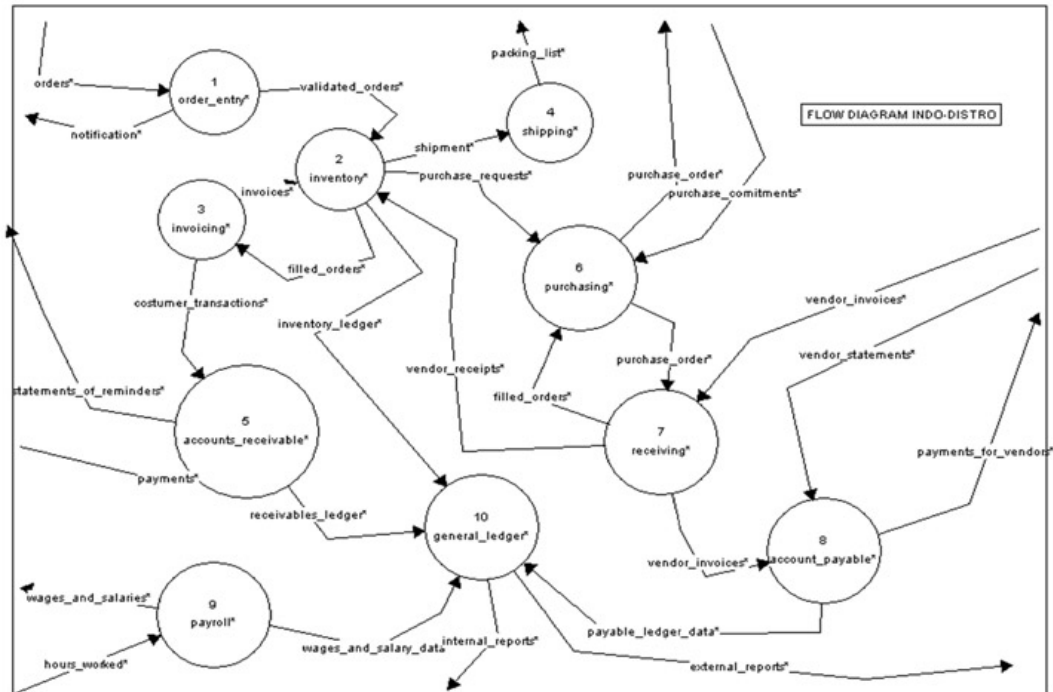 orders*
notification*
1
order_entry*
validated_orders*
packing_list*
4
shipping*
FLOW DIAGRAM INDO-DISTRO
2
inventory*
shipment*
purchase_requests*
purchase_order*
purchase_comitments*
invoices*
3
invoicing*
filled_orders*
6
purchasing*
costumer_transactions*
inventory_ledger*
vendor_invoices*
vendor_statements*
vendor_receipts*
filled_orders*
purchase_order*
statements_of_reminders*
5
accounts_receivable*
7
receiving*
payments_for_vendors*
payments*
receivables_ledger*
10
general_ledger*
8
account_payable*
vendor_invoices*
wages_and_salaries*
9
payroll*
hours_worked*
wages_and_salary_data*
internal_reports*
payable_ledger_data*
external_reports*